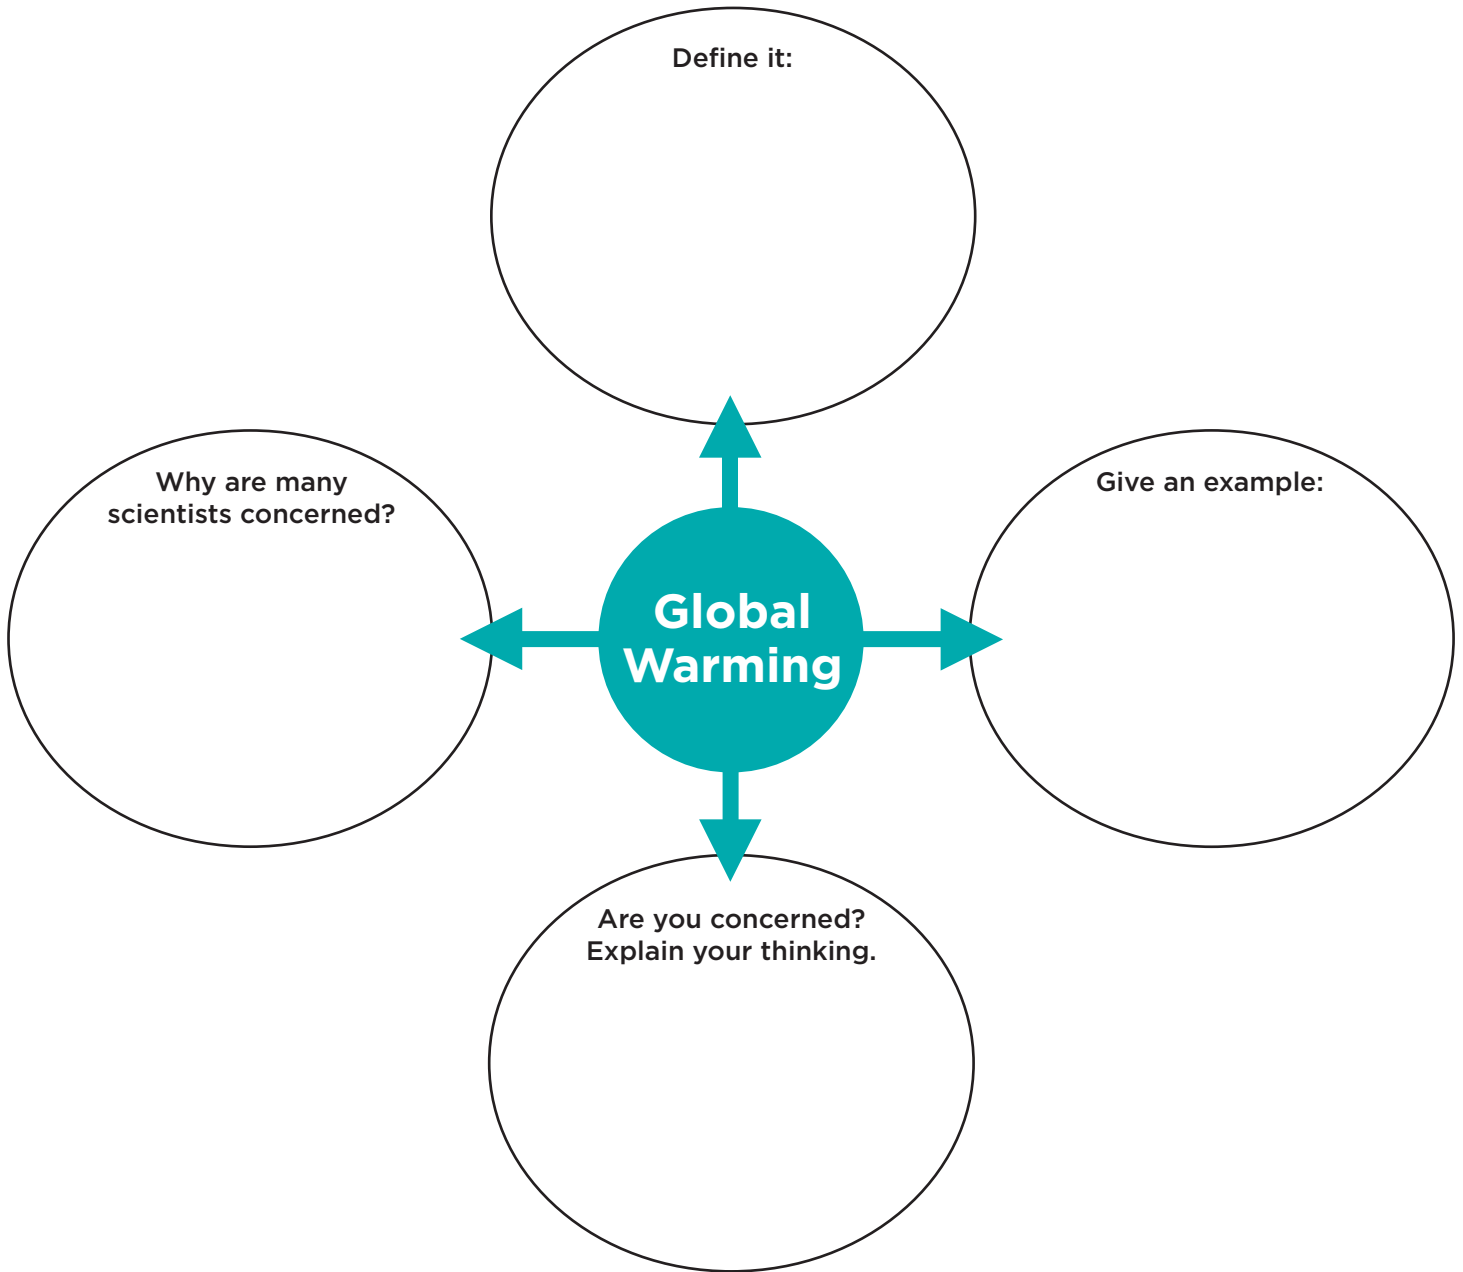 Define it:
Why are many
scientists concerned?
Give an example:
Global
Warming
Are you concerned?
Explain your thinking.